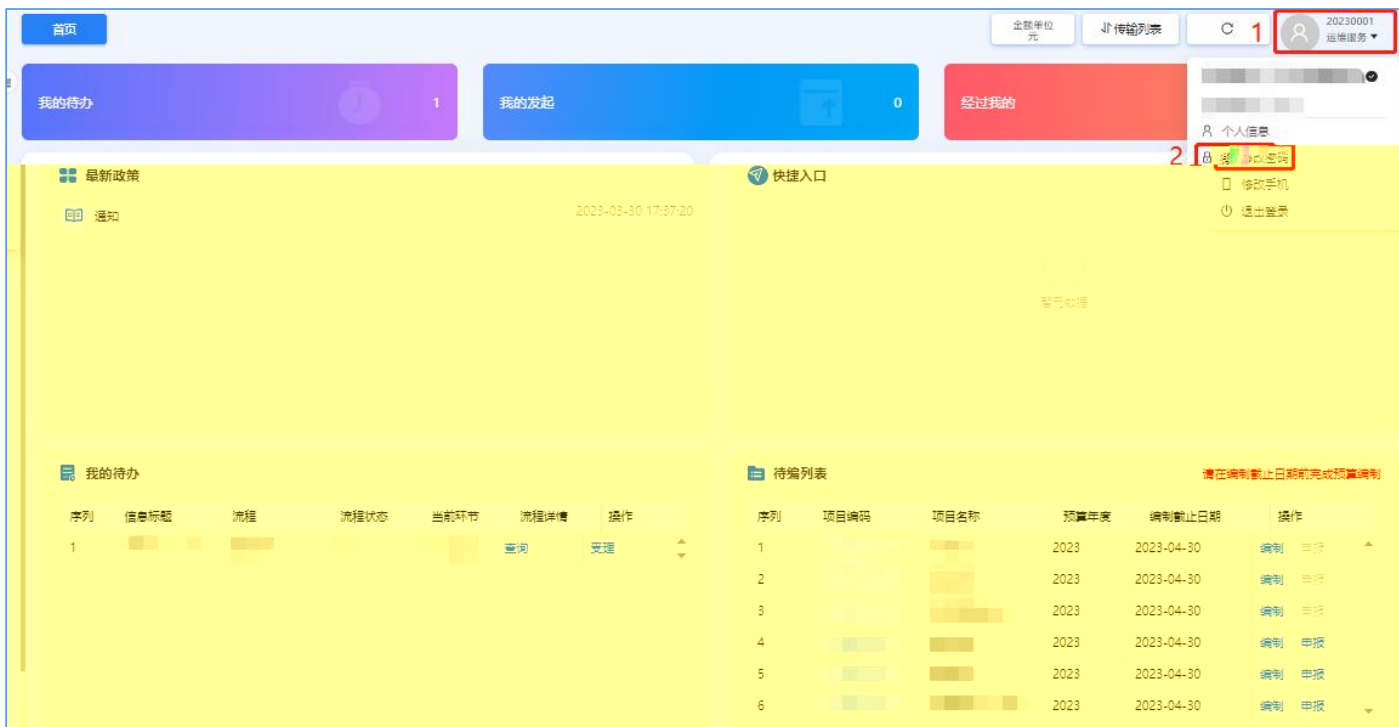 首页
金额单位
元
传输列表
1
20230001
运维服务
我的待办 1
我的发起 0
经过我的
个人信息
2
密码
修改手机
退出登录
最新政策
通知 2023-03-30 17:37:20
快捷入口
暂无数据
我的待办
序列 信息标题 流程 流程状态 当前环节 流程详情 操作
1 查询 受理
待编列表 请在编制截止日期前完成预算编制
序列 项目编码 项目名称 预算年度 编制截止日期 操作
1 2023 2023-04-30 编制 申报
2 2023 2023-04-30 编制 申报
3 2023 2023-04-30 编制 申报
4 2023 2023-04-30 编制 申报
5 2023 2023-04-30 编制 申报
6 2023 2023-04-30 编制 申报